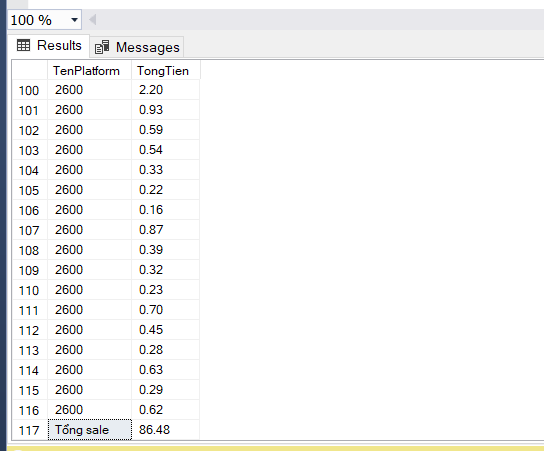 100 %
Results Messages
TenPlatform TongTien
100 2600 2.20
101 2600 0.93
102 2600 0.59
103 2600 0.54
104 2600 0.33
105 2600 0.22
106 2600 0.16
107 2600 0.87
108 2600 0.39
109 2600 0.32
110 2600 0.23
111 2600 0.70
112 2600 0.45
113 2600 0.28
114 2600 0.63
115 2600 0.29
116 2600 0.62
117 Tổng sale 86.48